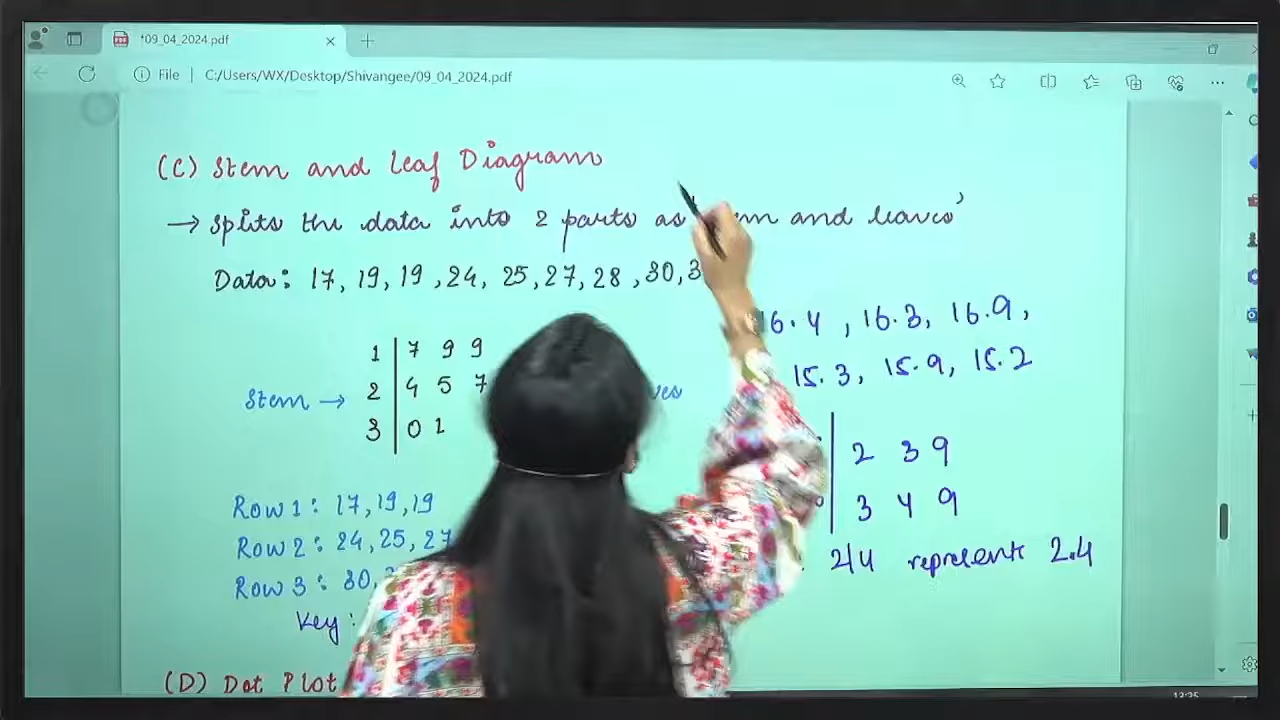 *09_04_2024.pdf
File | C:/Users/WX/Desktop/Shivangee/09_04_2024.pdf
(C) Stem and Leaf Diagram
→ Splits the data into 2 parts as and leaves'
Data: 17, 19, 19, 24, 25, 27, 28, 30, 3
16.4, 16.3, 16.9,
15.3, 15.9, 15.2
1 | 7 9 9
2 | 4 5 7
3 | 0 1
Stem →
| 2 3 9
| 3 4 9
Row 1: 17, 19, 19
Row 2: 24, 25, 27
Row 3: 30,
2/4 represents 2.4
Key:
(D) Dot Plot
13:25